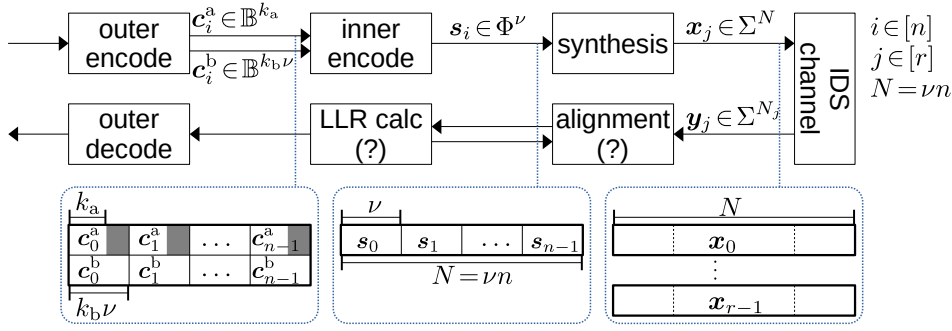 outer encode
c_i^a ∈ 𝔹^{k_a}
c_i^b ∈ 𝔹^{k_b ν}
inner encode
s_i ∈ Φ^ν
synthesis
x_j ∈ Σ^N
IDS channel
i ∈ [n]
j ∈ [r]
N = νn
outer decode
LLR calc (?)
alignment (?)
y_j ∈ Σ^{N_j}
k_a
c_0^a c_1^a ... c_{n-1}^a
c_0^b c_1^b ... c_{n-1}^b
k_b ν
ν
s_0 s_1 ... s_{n-1}
N = νn
N
x_0
⋮
x_{r-1}